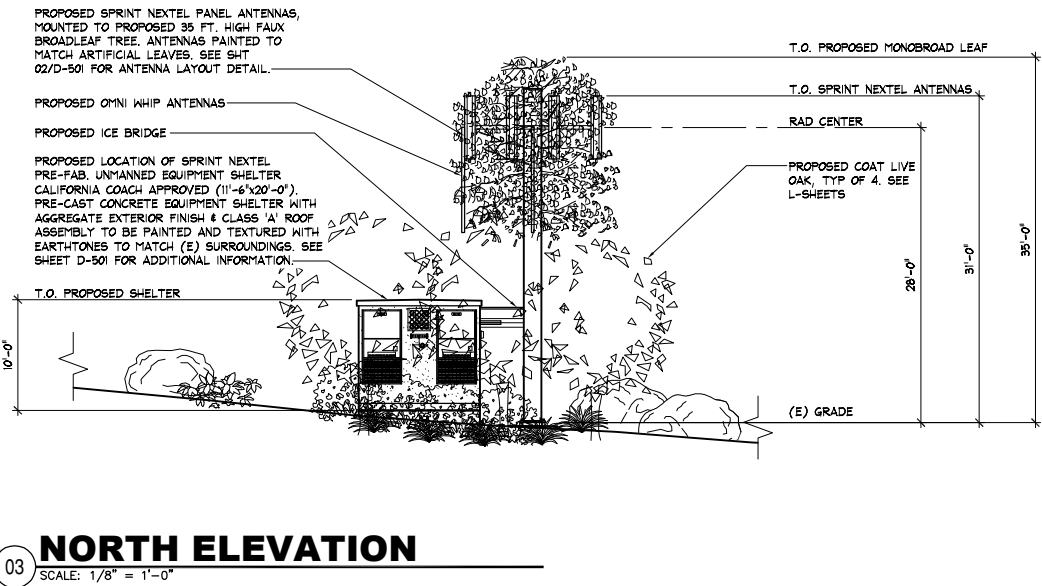 PROPOSED SPRINT NEXTEL PANEL ANTENNAS,
MOUNTED TO PROPOSED 35 FT. HIGH FAUX
BROADLEAF TREE. ANTENNAS PAINTED TO
MATCH ARTIFICIAL LEAVES. SEE SHT
02/D-501 FOR ANTENNA LAYOUT DETAIL.
PROPOSED OMNI WHIP ANTENNAS
PROPOSED ICE BRIDGE
PROPOSED LOCATION OF SPRINT NEXTEL
PRE-FAB. UNMANNED EQUIPMENT SHELTER
CALIFORNIA COACH APPROVED (11'-6"x20'-0").
PRE-CAST CONCRETE EQUIPMENT SHELTER WITH
AGGREGATE EXTERIOR FINISH & CLASS 'A' ROOF
ASSEMBLY TO BE PAINTED AND TEXTURED WITH
EARTHTONES TO MATCH (E) SURROUNDINGS. SEE
SHEET D-501 FOR ADDITIONAL INFORMATION.
T.O. PROPOSED SHELTER
10'-0"
T.O. PROPOSED MONOBROAD LEAF
T.O. SPRINT NEXTEL ANTENNAS
RAD CENTER
PROPOSED COAT LIVE
OAK, TYP OF 4. SEE
L-SHEETS
28'-0"
31'-0"
35'-0"
(E) GRADE
03
NORTH ELEVATION
SCALE: 1/8" = 1'-0"